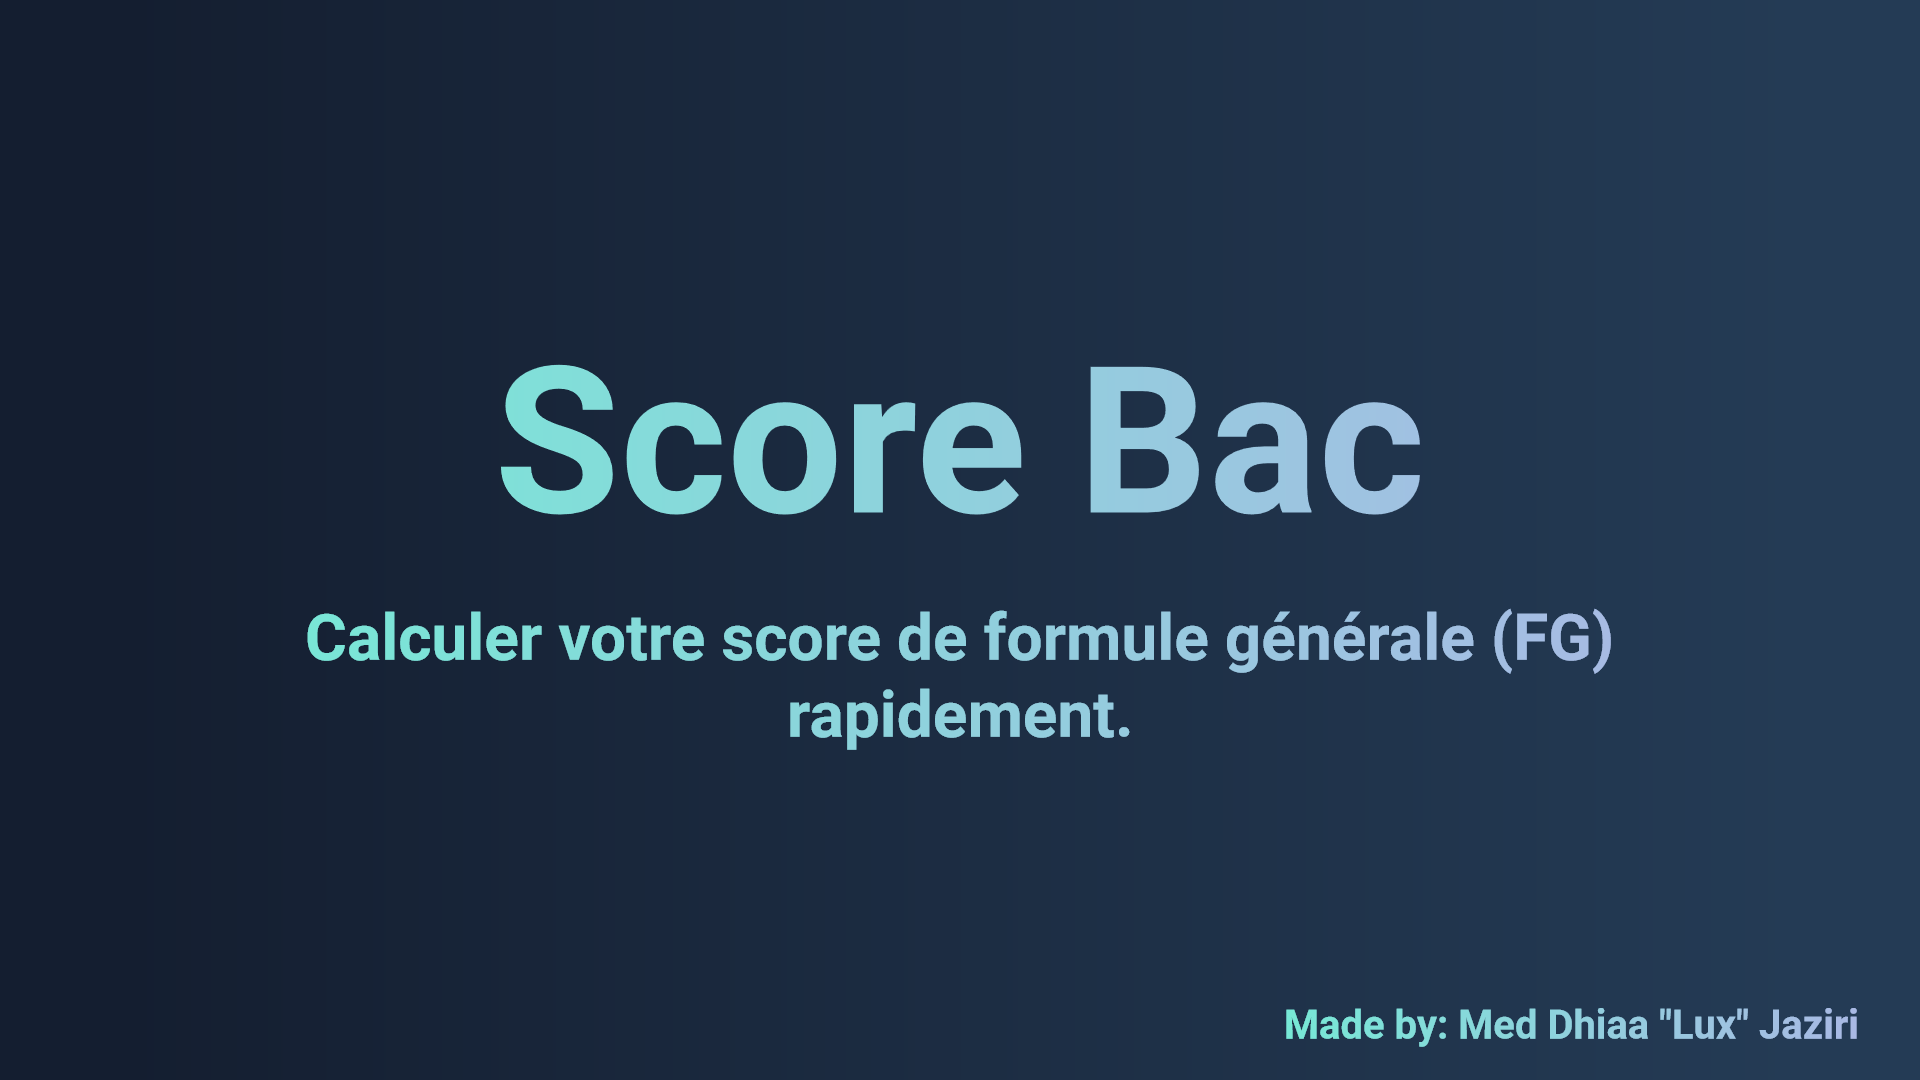 Score Bac
Calculer votre score de formule générale (FG)
rapidement.
Made by: Med Dhiaa "Lux" Jaziri